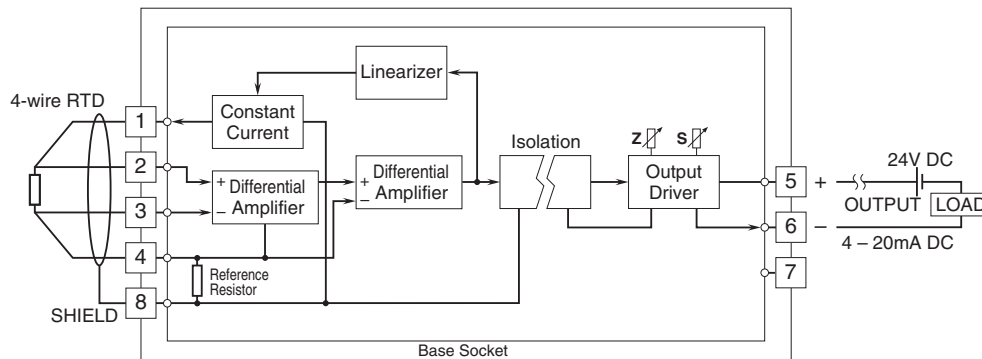 4-wire RTD
1
2
3
4
8
SHIELD
Linearizer
Constant
Current
+
−
Differential
Amplifier
+
−
Differential
Amplifier
Reference
Resistor
Isolation
Z
S
Output
Driver
5
6
7
+
−
24V DC
OUTPUT
LOAD
4 – 20mA DC
Base Socket